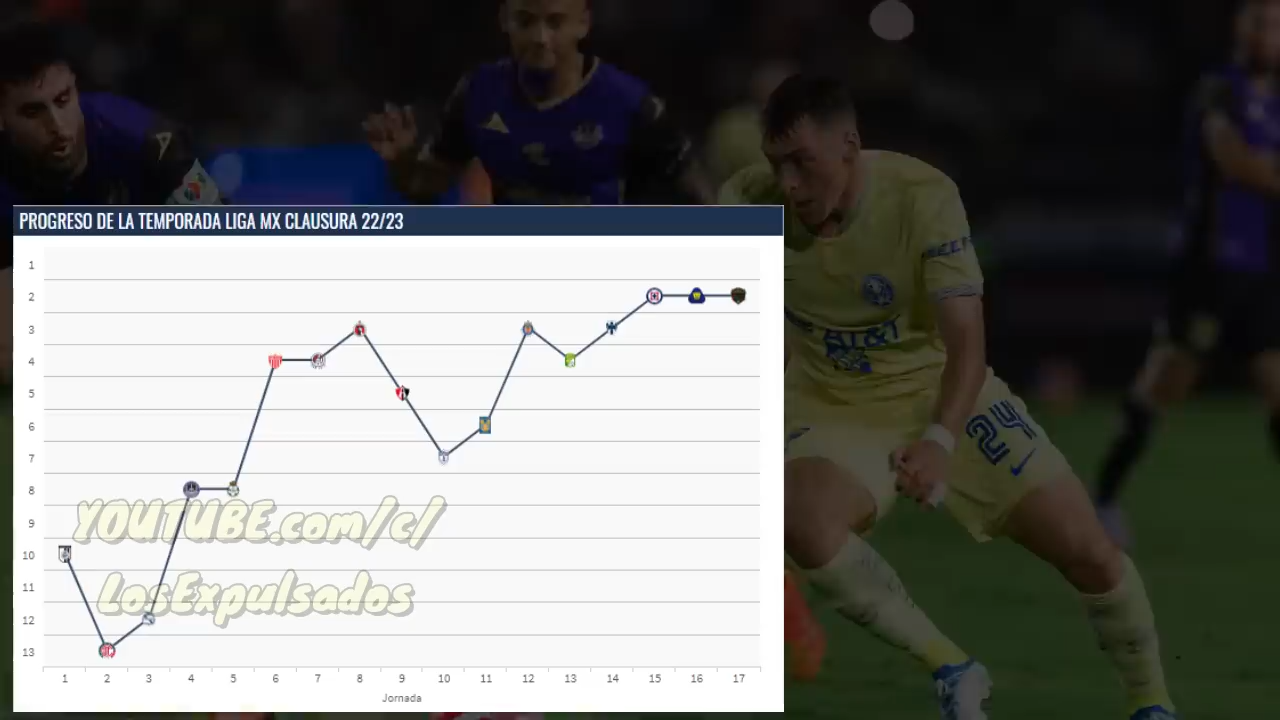 PROGRESO DE LA TEMPORADA LIGA MX CLAUSURA 22/23
1
2
3
4
5
6
7
8
9
10
11
12
13
YOUTUBE.com/c/
LosExpulsados
1 2 3 4 5 6 7 8 9 10 11 12 13 14 15 16 17
Jornada
AT&T
24